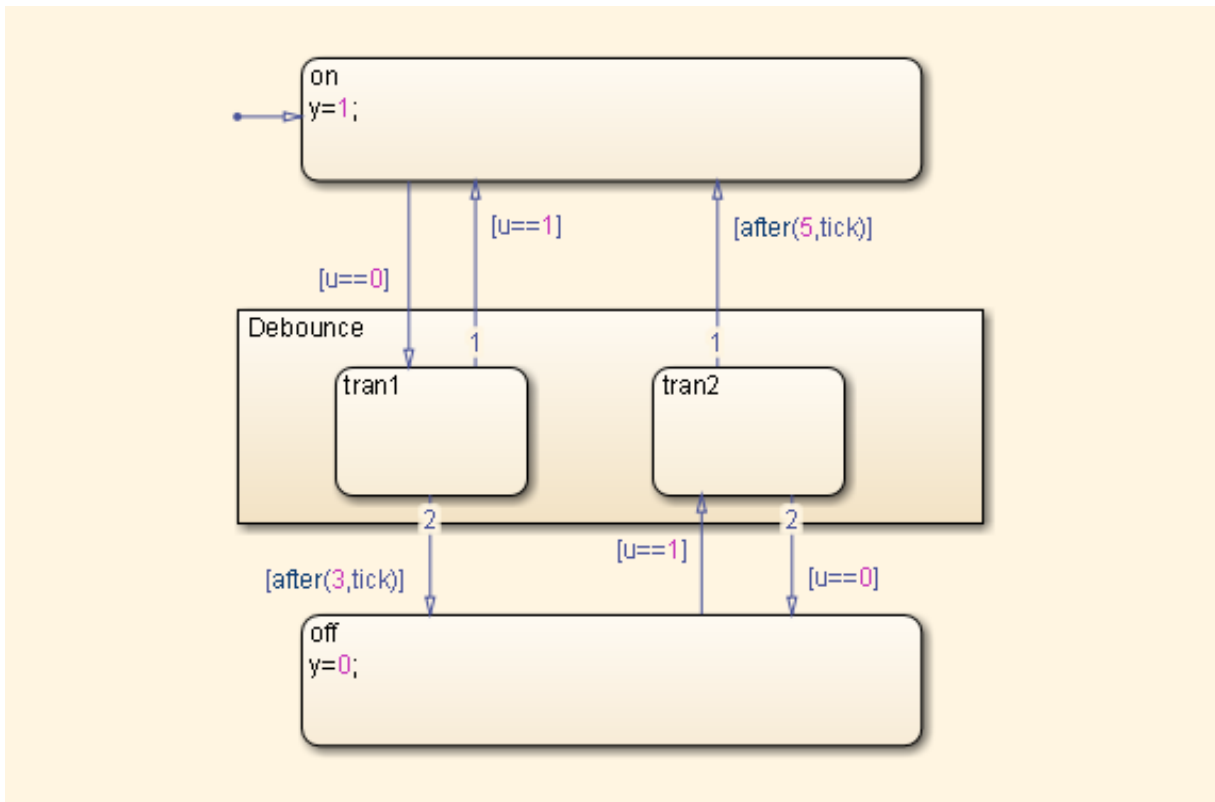 on
y=1;
[u==1]
[after(5,tick)]
[u==0]
Debounce
1
1
tran1
tran2
2
2
[u==1]
[after(3,tick)]
[u==0]
off
y=0;